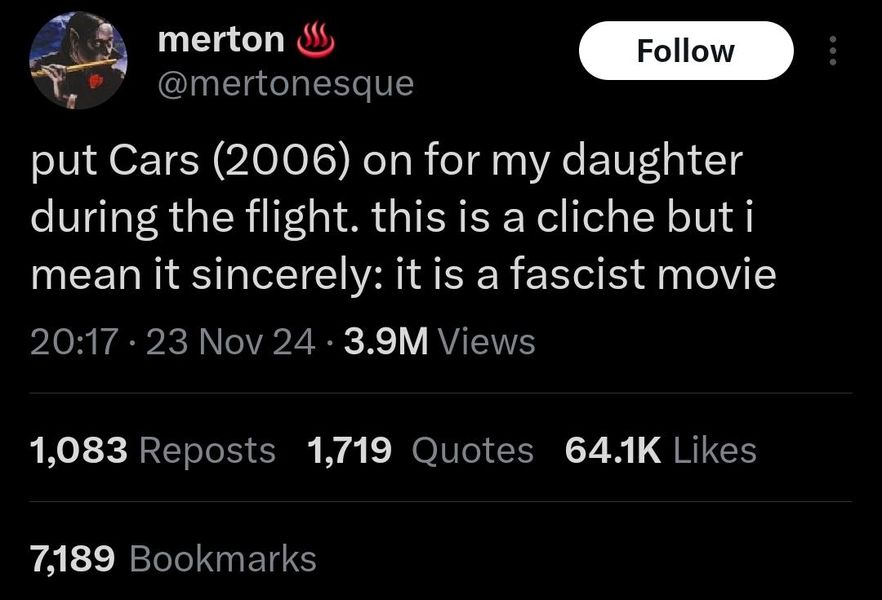 merton ♨️
@mertonesque
Follow
put Cars (2006) on for my daughter
during the flight. this is a cliche but i
mean it sincerely: it is a fascist movie
20:17 · 23 Nov 24 · 3.9M Views
1,083 Reposts 1,719 Quotes 64.1K Likes
7,189 Bookmarks